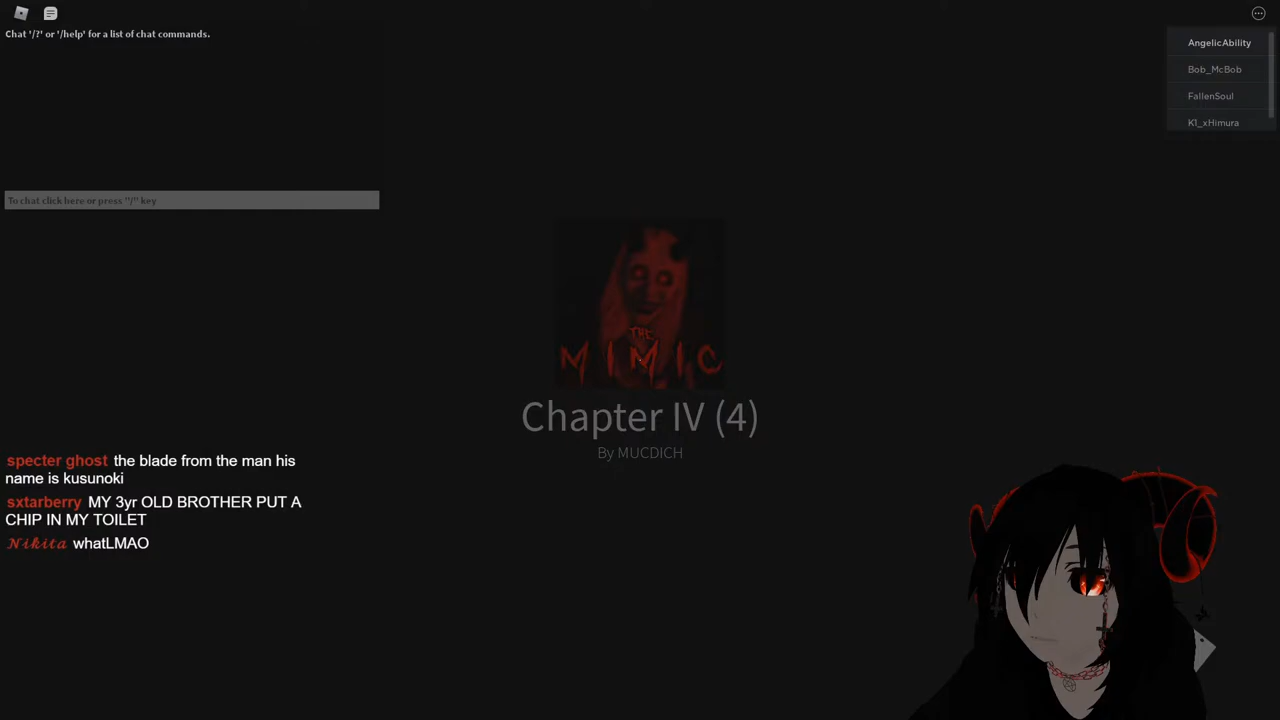 Chat '/?' or '/help' for a list of chat commands.
To chat click here or press "/" key
AngelicAbility
Bob_McBob
FallenSoul
K1_xHimura
THE
MIMIC
Chapter IV (4)
By MUCDICH
specter ghost the blade from the man his
name is kusunoki
sxtarberry MY 3yr OLD BROTHER PUT A
CHIP IN MY TOILET
Nikita whatLMAO